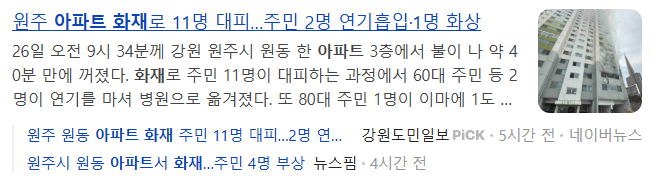 원주 아파트 화재로 11명 대피...주민 2명 연기흡입·1명 화상
26일 오전 9시 34분께 강원 원주시 원동 한 아파트 3층에서 불이 나 약 4
0분 만에 꺼졌다. 화재로 주민 11명이 대피하는 과정에서 60대 주민 등 2
명이 연기를 마셔 병원으로 옮겨졌다. 또 80대 주민 1명이 이마에 1도 ...
원주 원동 아파트 화재 주민 11명 대피...2명 연... 강원도민일보 PiCK · 5시간 전 · 네이버뉴스
원주시 원동 아파트서 화재...주민 4명 부상 뉴스핌 · 4시간 전